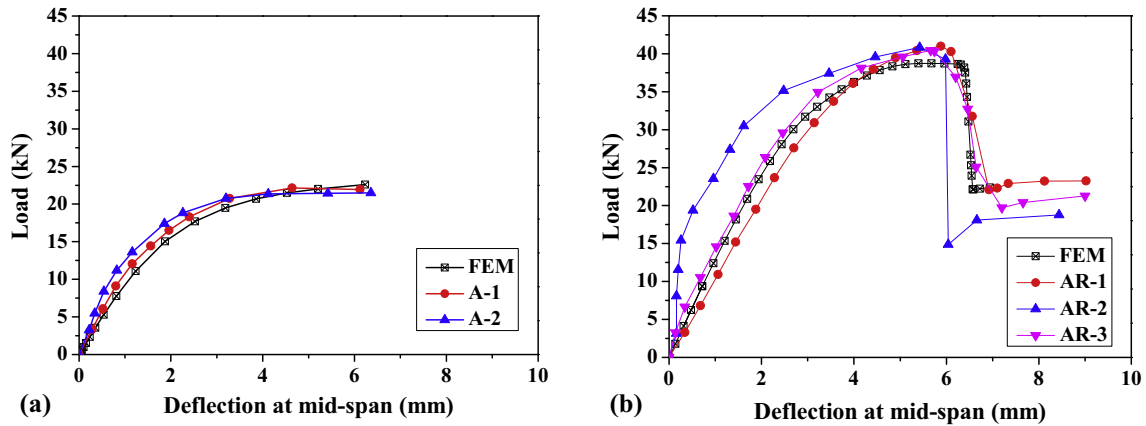 45
40
35
30
25
20
15
10
5
0
Load (kN)
FEM
A-1
A-2
0 2 4 6 8 10
Deflection at mid-span (mm)
(a)
45
40
35
30
25
20
15
10
5
0
Load (kN)
FEM
AR-1
AR-2
AR-3
0 2 4 6 8 10
Deflection at mid-span (mm)
(b)